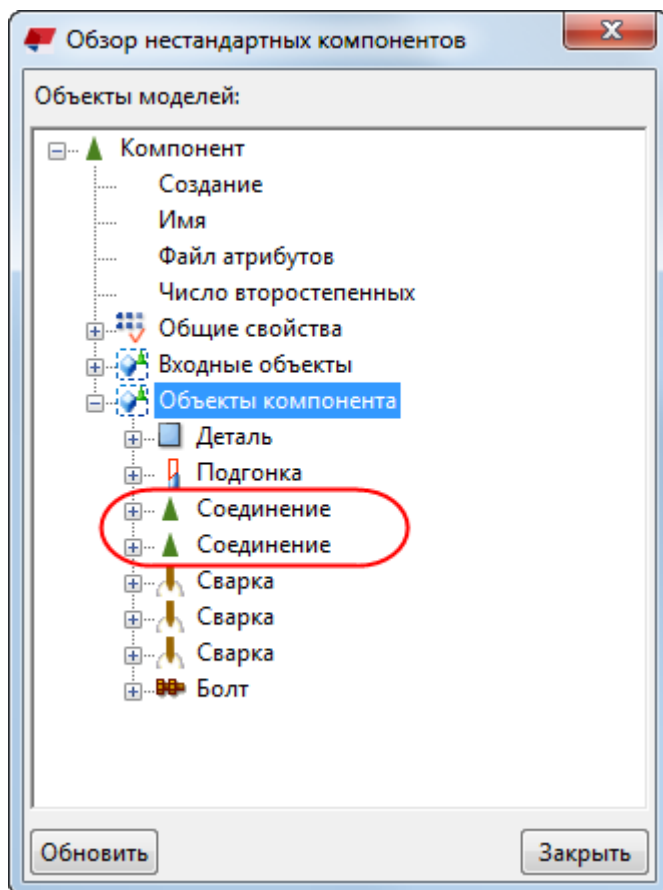 Обзор нестандартных компонентов
Объекты моделей:
Компонент
Создание
Имя
Файл атрибутов
Число второстепенных
Общие свойства
Входные объекты
Объекты компонента
Деталь
Подгонка
Соединение
Соединение
Сварка
Сварка
Сварка
Болт
Обновить
Закрыть